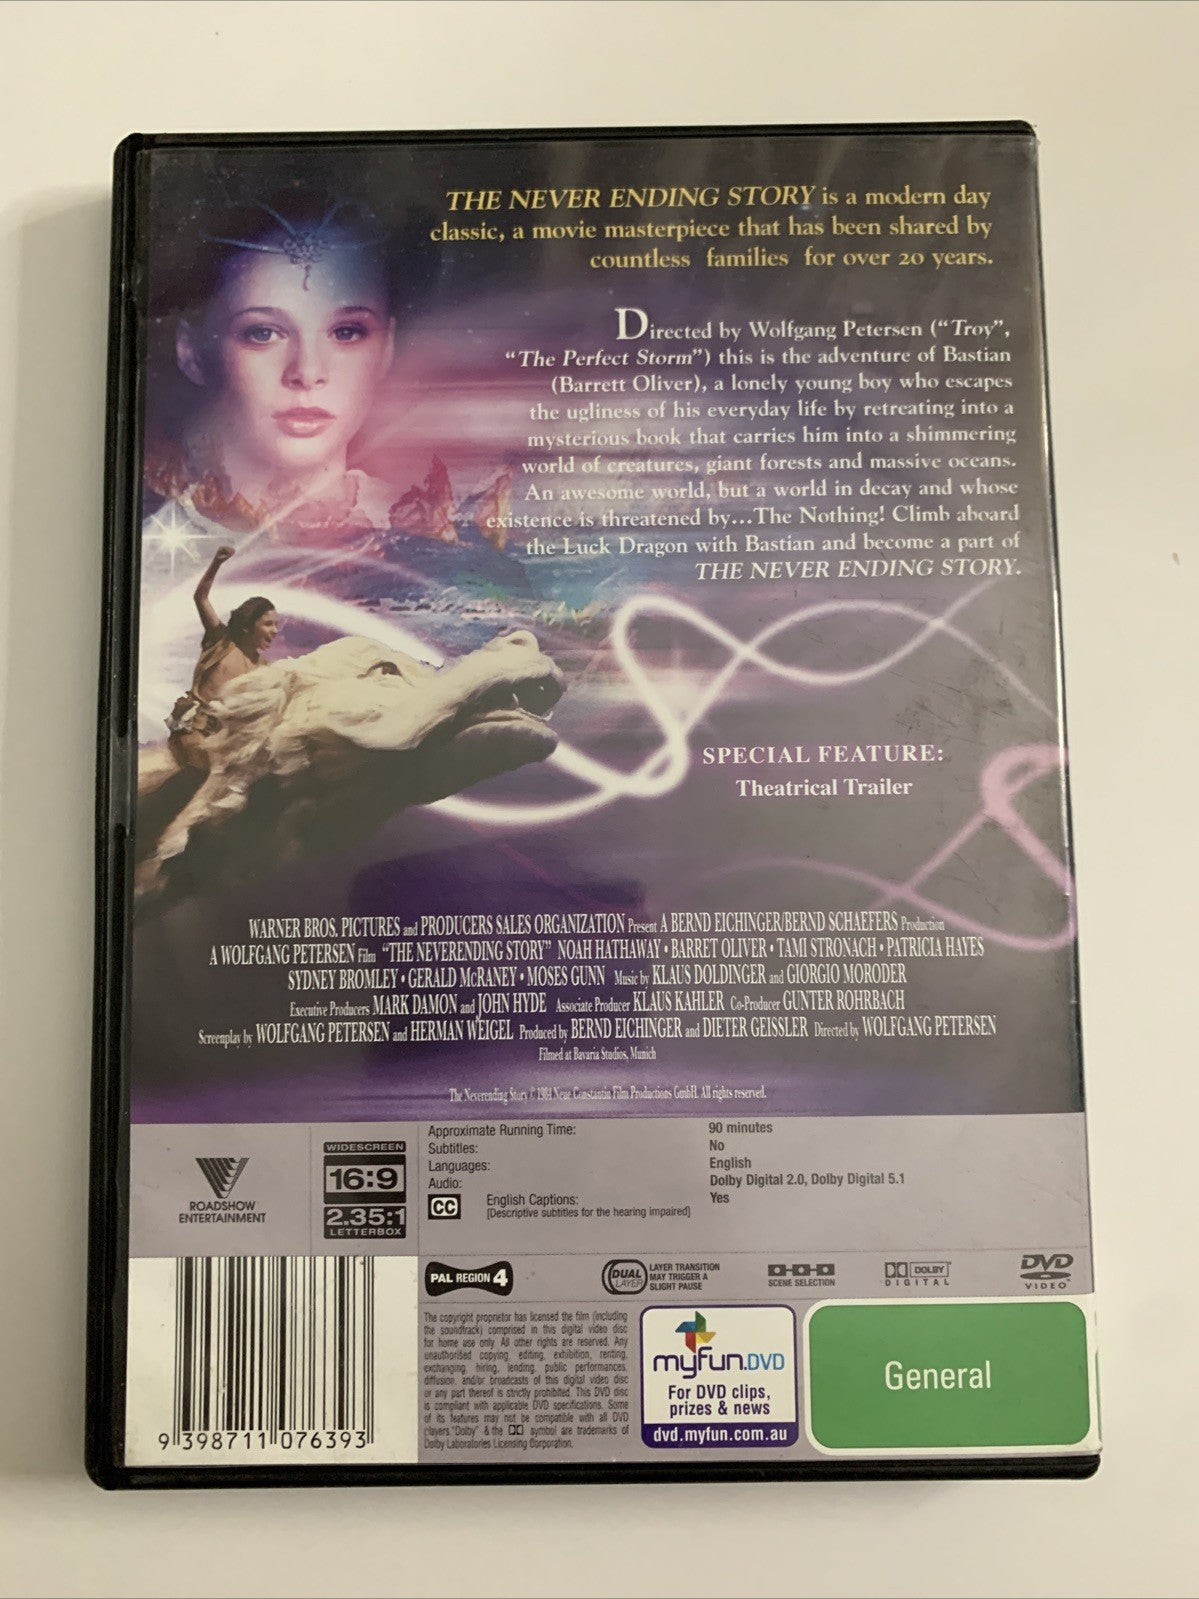 THE NEVER ENDING STORY is a modern day
classic, a movie masterpiece that has been shared by
countless families for over 20 years.
Directed by Wolfgang Petersen ("Troy",
"The Perfect Storm") this is the adventure of Bastian
(Barrett Oliver), a lonely young boy who escapes
the ugliness of his everyday life by retreating into a
mysterious book that carries him into a shimmering
world of creatures, giant forests and massive oceans.
An awesome world, but a world in decay and whose
existence is threatened by...The Nothing! Climb aboard
the Luck Dragon with Bastian and become a part of
THE NEVER ENDING STORY.
SPECIAL FEATURE:
Theatrical Trailer
WARNER BROS. PICTURES and PRODUCERS SALES ORGANIZATION Present A BERND EICHINGER/BERND SCHAEFERS Production
A WOLFGANG PETERSEN Film "THE NEVERENDING STORY" NOAH HATHAWAY • BARRET OLIVER • TAMI STRONACH • PATRICIA HAYES
SYDNEY BROMLEY • GERALD McRANEY • MOSES GUNN Music by KLAUS DOLDINGER and GIORGIO MORODER
Executive Producers MARK DAMON and JOHN HYDE Associate Producer KLAUS KAHLER Co-Producer GUNTER ROHRBACH
Screenplay by WOLFGANG PETERSEN and HERMAN WEIGEL Produced by BERND EICHINGER and DIETER GEISSLER Directed by WOLFGANG PETERSEN
Filmed at Bavaria Studios, Munich
The Neverending Story © 1984 Neue Constantin Film Productions GmbH. All rights reserved.
ROADSHOW
ENTERTAINMENT
WIDESCREEN
16:9
2.35:1
LETTERBOX
Approximate Running Time: 90 minutes
Subtitles: No
Languages: English
Audio: Dolby Digital 2.0, Dolby Digital 5.1
CC English Captions: Yes
[Descriptive subtitles for the hearing impaired]
PAL REGION 4
DUAL LAYER
LAYER TRANSITION
MAY TRIGGER A
SLIGHT PAUSE
SCENE SELECTION
DOLBY
DIGITAL
DVD
VIDEO
9 398711 076393
The copyright proprietor has licensed the film (including
the soundtrack) comprised in this digital video disc
for home use only. All other rights are reserved. Any
unauthorised copying, editing, exhibition, renting,
exchanging, hiring, lending, public performances,
diffusion, and/or broadcasts of this digital video disc
or any part thereof is strictly prohibited. This DVD disc
is compliant with applicable DVD specifications. Some
of its features may not be compatible with all DVD
players. "Dolby" & the symbol are trademarks of
Dolby Laboratories Licensing Corporation.
myfun.DVD
For DVD clips,
prizes & news
dvd.myfun.com.au
General